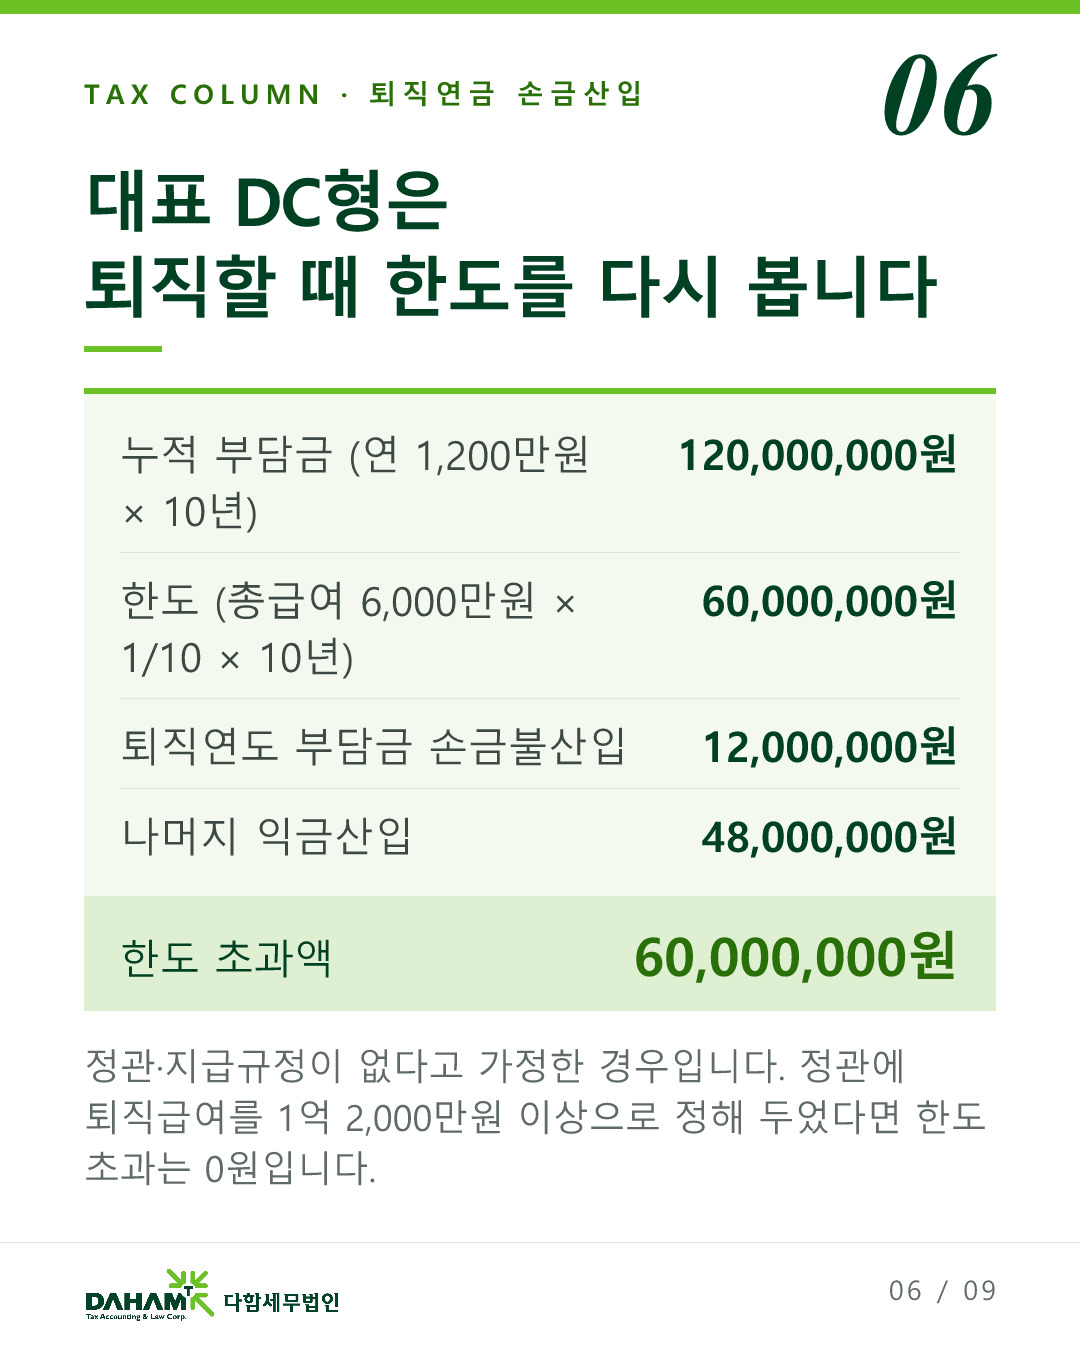 TAX COLUMN · 퇴직연금 손금산입
06
대표 DC형은
퇴직할 때 한도를 다시 봅니다
누적 부담금 (연 1,200만원
× 10년)
120,000,000원
한도 (총급여 6,000만원 ×
1/10 × 10년)
60,000,000원
퇴직연도 부담금 손금불산입
12,000,000원
나머지 익금산입
48,000,000원
한도 초과액
60,000,000원
정관·지급규정이 없다고 가정한 경우입니다. 정관에
퇴직급여를 1억 2,000만원 이상으로 정해 두었다면 한도
초과는 0원입니다.
DAHAM T
Tax Accounting & Law Corp.
다함세무법인
06 / 09